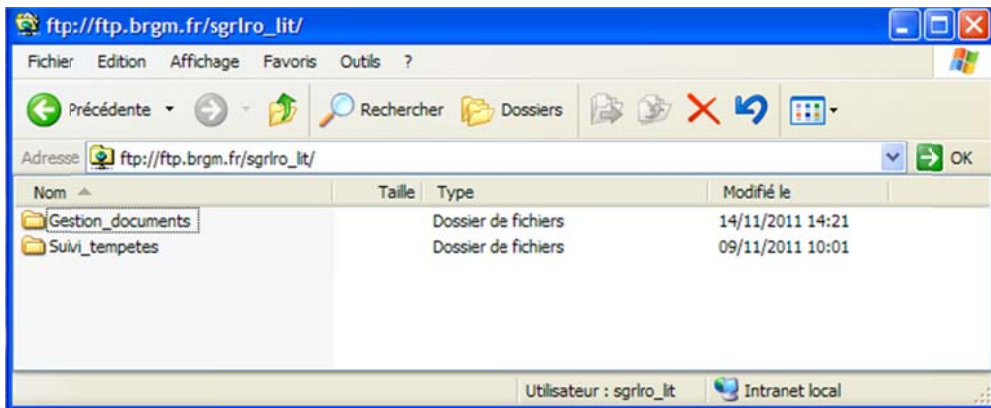 ftp://ftp.brgm.fr/sgrlro_lit/
Fichier Edition Affichage Favoris Outils ?
Précédente Rechercher Dossiers
Adresse ftp://ftp.brgm.fr/sgrlro_lit/ OK
Nom Taille Type Modifié le
Gestion_documents Dossier de fichiers 14/11/2011 14:21
Suivi_tempetes Dossier de fichiers 09/11/2011 10:01
Utilisateur : sgrlro_lit Intranet local